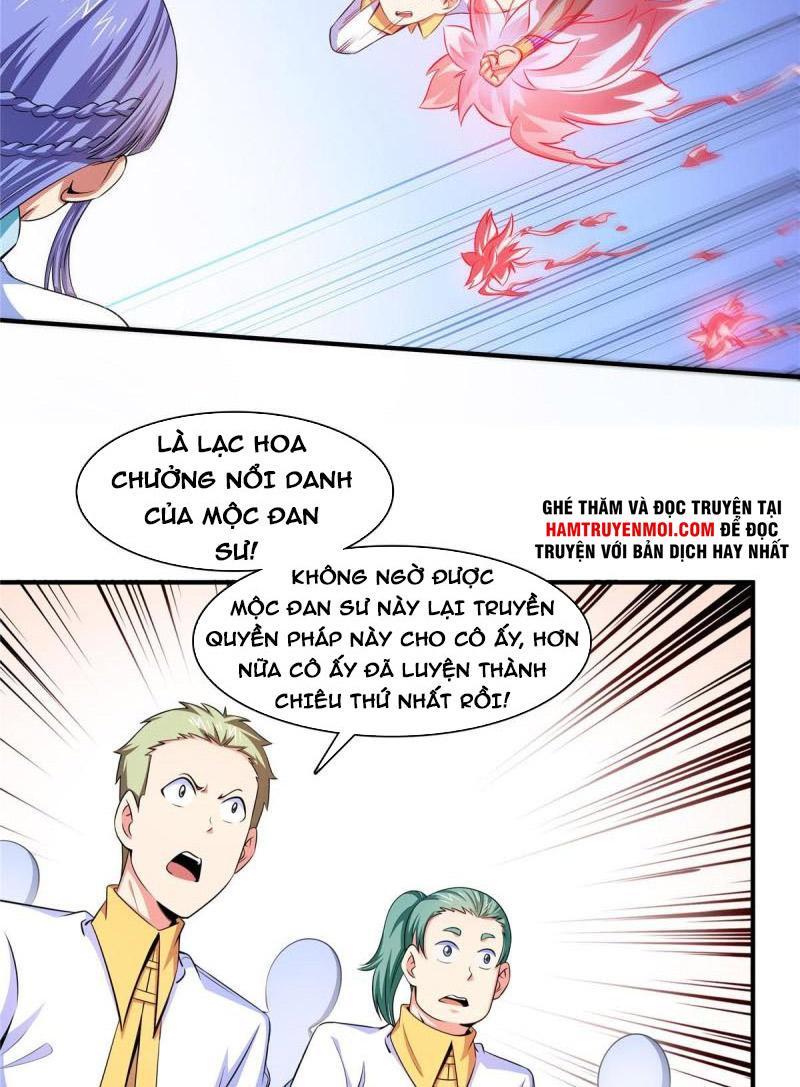 LÀ LẠC HOA
CHƯỞNG NỔI DANH
CỦA MỘC ĐAN
SƯ!
GHÉ THĂM VÀ ĐỌC TRUYỆN TẠI
HAMTRUYENMOI.COM ĐỂ ĐỌC
TRUYỆN VỚI BẢN DỊCH HAY NHẤT
KHÔNG NGỜ ĐƯỢC
MỘC ĐAN SƯ NÀY LẠI TRUYỀN
QUYỀN PHÁP NÀY CHO CÔ ẤY, HƠN
NỮA CÔ ẤY ĐÃ LUYỆN THÀNH
CHIÊU THỨ NHẤT RỒI!